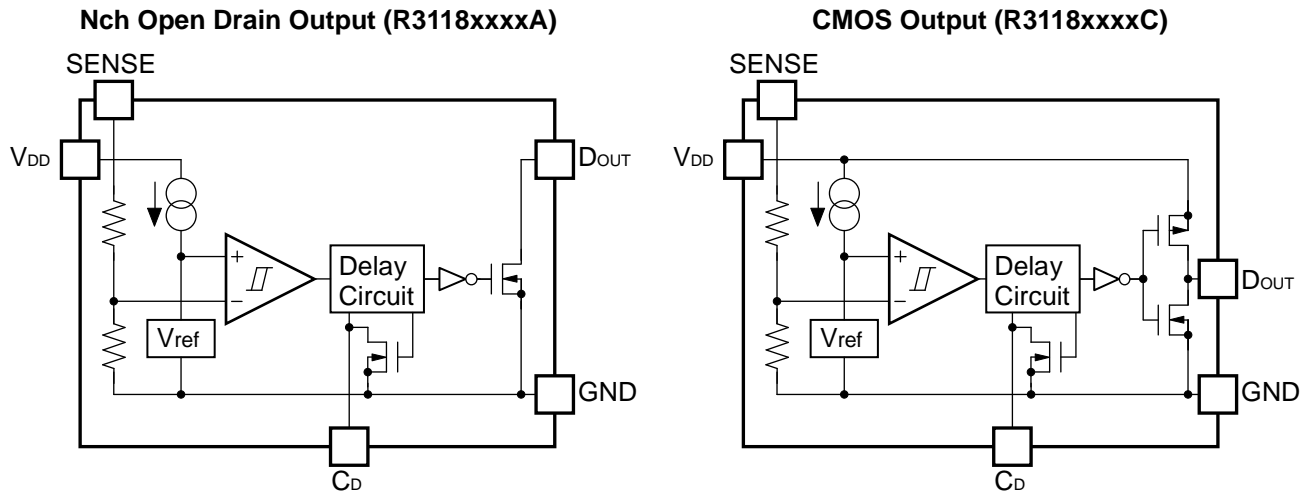 Nch Open Drain Output (R3118xxxxA)
SENSE
VDD
DOUT
+
−
Delay
Circuit
Vref
GND
CD
CMOS Output (R3118xxxxC)
SENSE
VDD
+
−
Delay
Circuit
DOUT
Vref
GND
CD